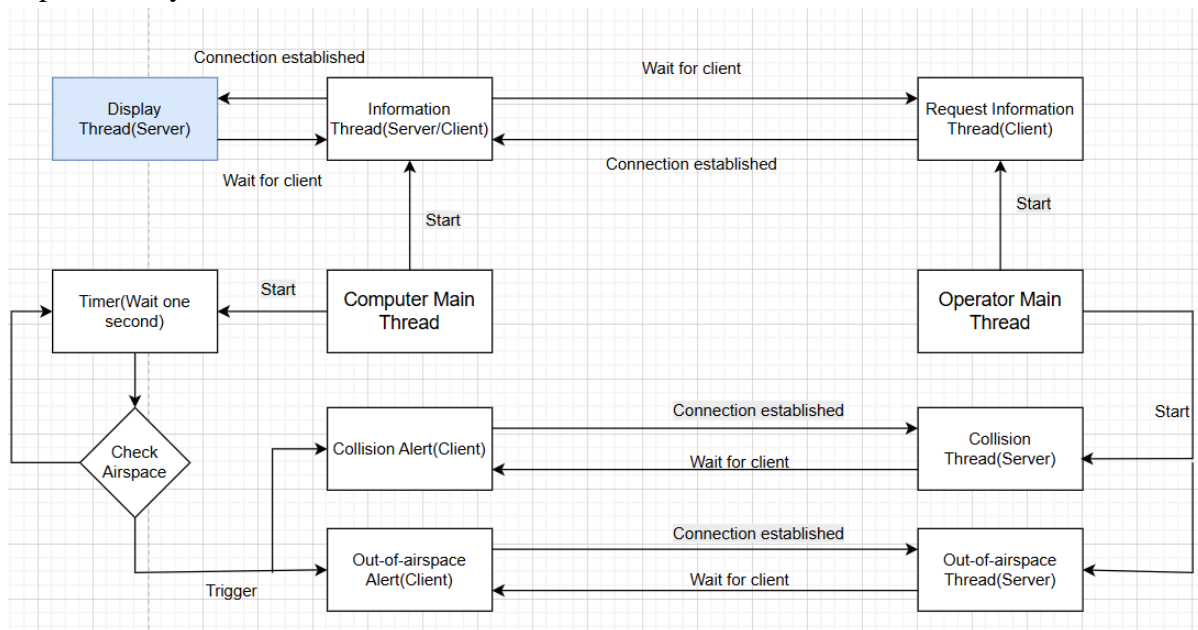 Connection established
Wait for client
Display
Thread(Server)
Information
Thread(Server/Client)
Request Information
Thread(Client)
Wait for client
Connection established
Start
Start
Timer(Wait one
second)
Start
Computer Main
Thread
Operator Main
Thread
Connection established
Start
Check
Airspace
Collision Alert(Client)
Wait for client
Collision
Thread(Server)
Connection established
Out-of-airspace
Alert(Client)
Wait for client
Out-of-airspace
Thread(Server)
Trigger